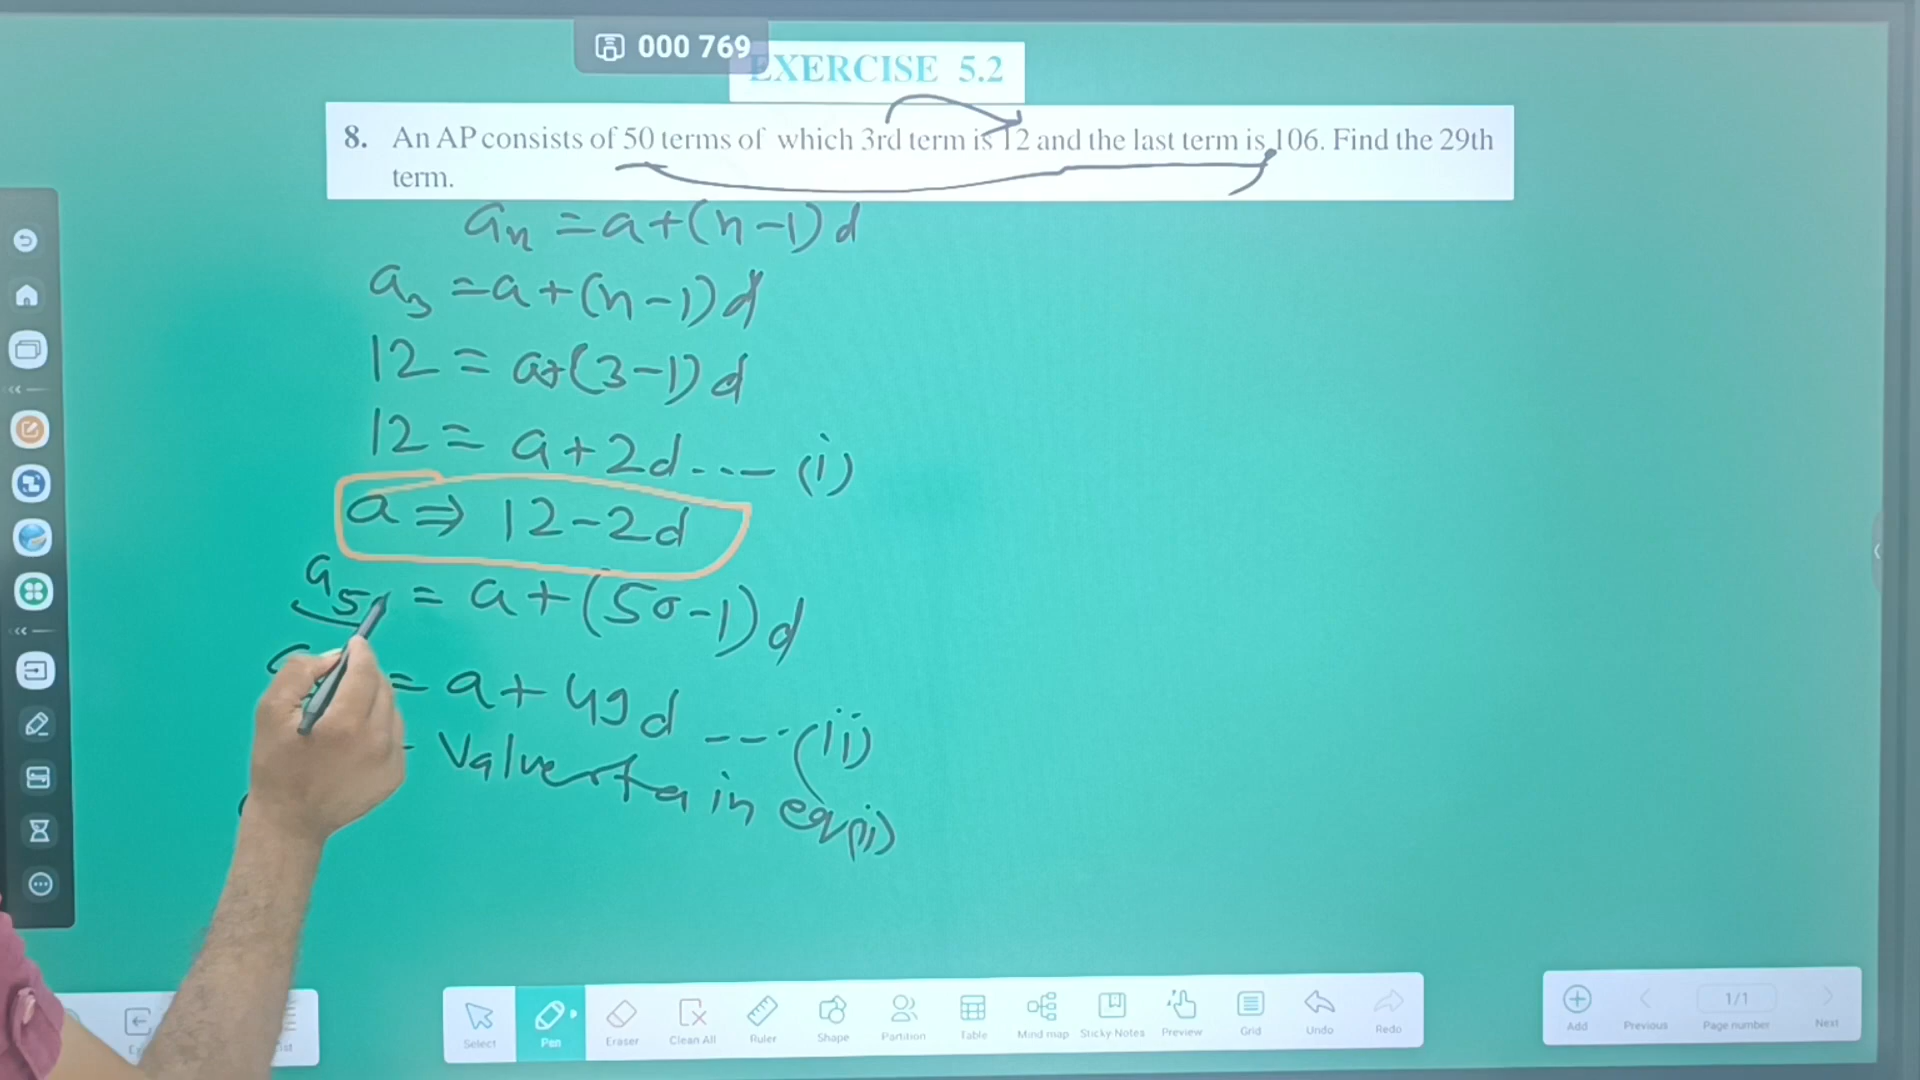 000 769
EXERCISE 5.2
8. An AP consists of 50 terms of which 3rd term is 12 and the last term is 106. Find the 29th
term.
an = a+(n-1)d
a3 = a+(n-1)d
12 = a+(3-1)d
12 = a+2d --- (i)
a ⇒ 12-2d
a5 = a+(50-1)d
= a+49d ---(ii)
- Value of a in eqn(ii)
Select
Pen
Eraser
Clean All
Ruler
Shape
Partition
Table
Mind map
Sticky Notes
Preview
Grid
Undo
Redo
Add
Previous
1/1
Page number
Next